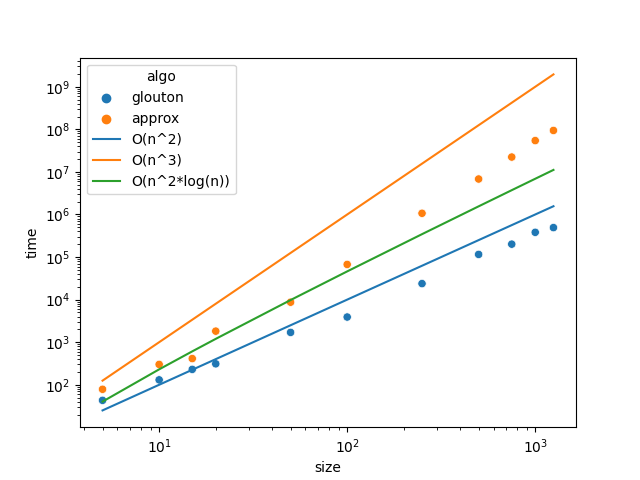 algo
glouton
approx
O(n^2)
O(n^3)
O(n^2*log(n))
10^9
10^8
10^7
10^6
10^5
10^4
10^3
10^2
time
10^1
10^2
10^3
size